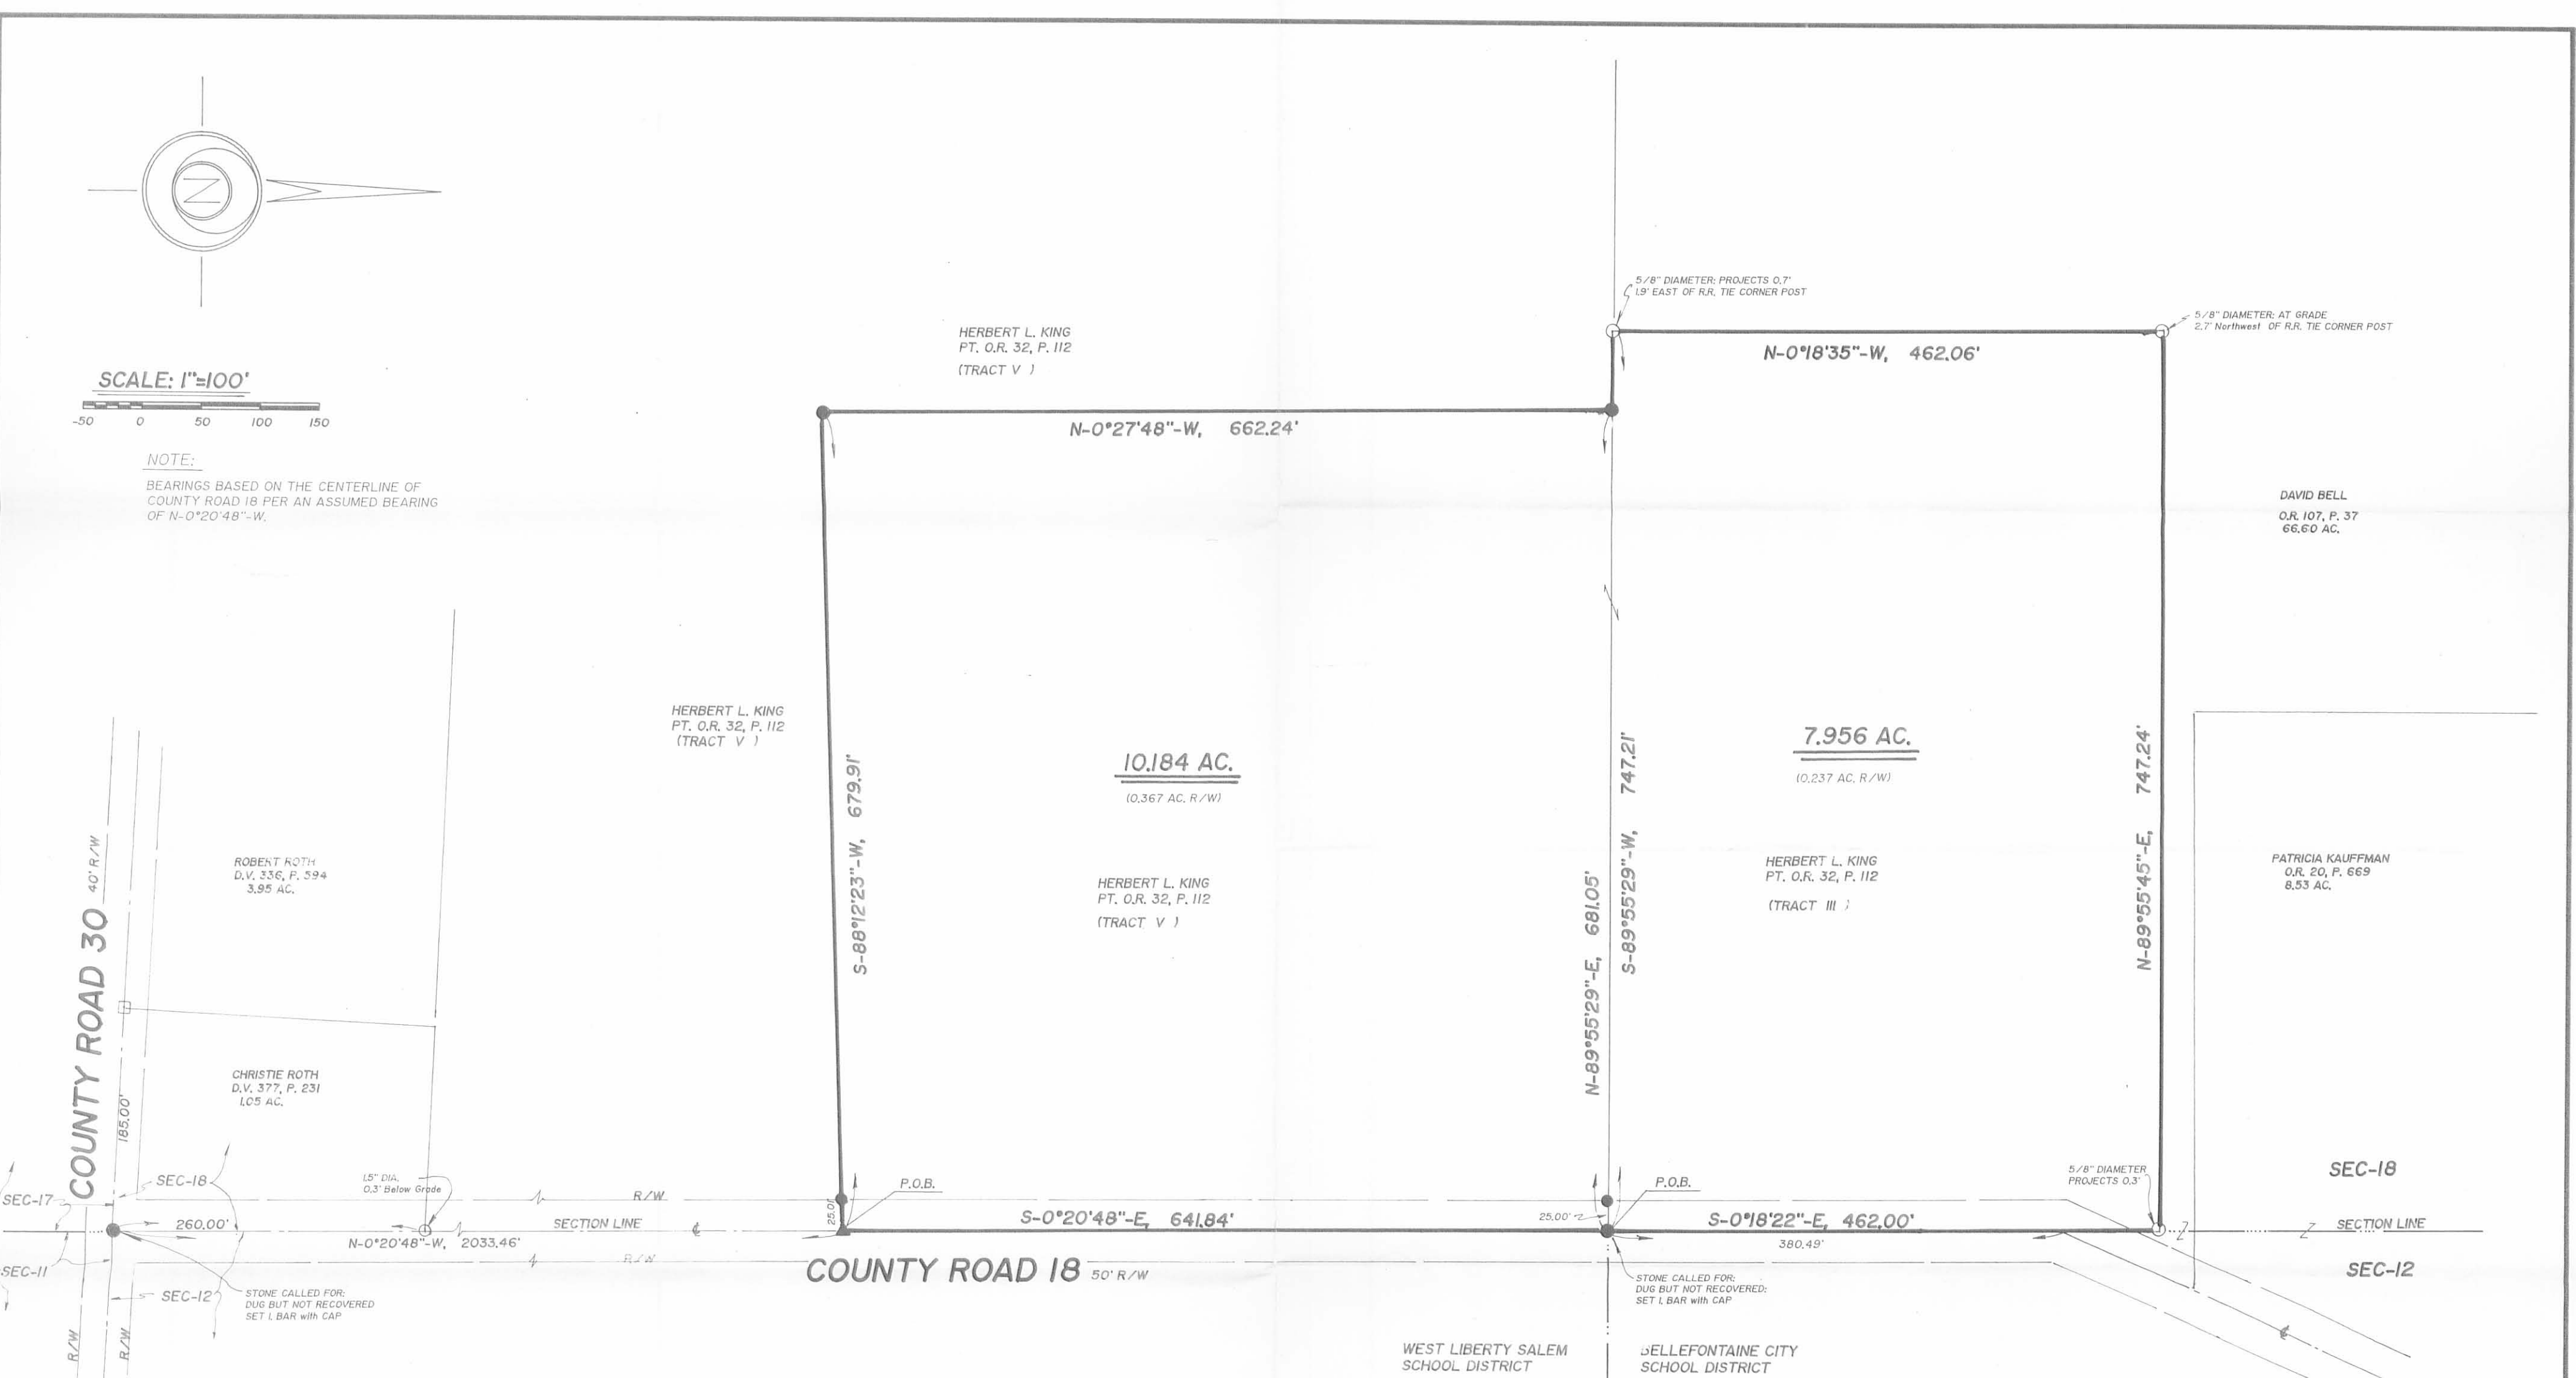 N
SCALE: 1"=100'
-50 0 50 100 150
NOTE:
BEARINGS BASED ON THE CENTERLINE OF
COUNTY ROAD 18 PER AN ASSUMED BEARING
OF N-0°20'48"-W.
HERBERT L. KING
PT. O.R. 32, P. 112
(TRACT V )
5/8" DIAMETER; PROJECTS 0.7'
1.9' EAST OF R.R. TIE CORNER POST
5/8" DIAMETER; AT GRADE
2.7' Northwest OF R.R. TIE CORNER POST
N-0°18'35"-W, 462.06'
N-0°27'48"-W, 662.24'
DAVID BELL
O.R. 107, P. 37
66.60 AC.
HERBERT L. KING
PT. O.R. 32, P. 112
(TRACT V )
S-88°12'23"-W, 679.91'
10.184 AC.
(0.367 AC. R/W)
HERBERT L. KING
PT. O.R. 32, P. 112
(TRACT V )
N-89°55'29"-E, 681.05'
S-89°55'29"-W, 747.21'
7.956 AC.
(0.237 AC. R/W)
HERBERT L. KING
PT. O.R. 32, P. 112
(TRACT III )
N-89°55'45"-E, 747.24'
PATRICIA KAUFFMAN
O.R. 20, P. 669
8.53 AC.
COUNTY ROAD 30 40' R/W
ROBERT ROTH
D.V. 336, P. 594
3.95 AC.
CHRISTIE ROTH
D.V. 377, P. 231
1.05 AC.
185.00'
SEC-17
SEC-18
1.5" DIA.
0.3' Below Grade
R/W
25.0'
P.O.B.
P.O.B.
5/8" DIAMETER
PROJECTS 0.3'
SEC-18
260.00'
SECTION LINE
℄
S-0°20'48"-E, 641.84'
25.00'
S-0°18'22"-E, 462.00'
SECTION LINE
N-0°20'48"-W, 2033.46'
380.49'
SEC-11
R/W
COUNTY ROAD 18 50' R/W
SEC-12
SEC-12
STONE CALLED FOR;
DUG BUT NOT RECOVERED
SET I. BAR with CAP
STONE CALLED FOR;
DUG BUT NOT RECOVERED;
SET I. BAR with CAP
R/W
R/W
℄
WEST LIBERTY SALEM
SCHOOL DISTRICT
BELLEFONTAINE CITY
SCHOOL DISTRICT